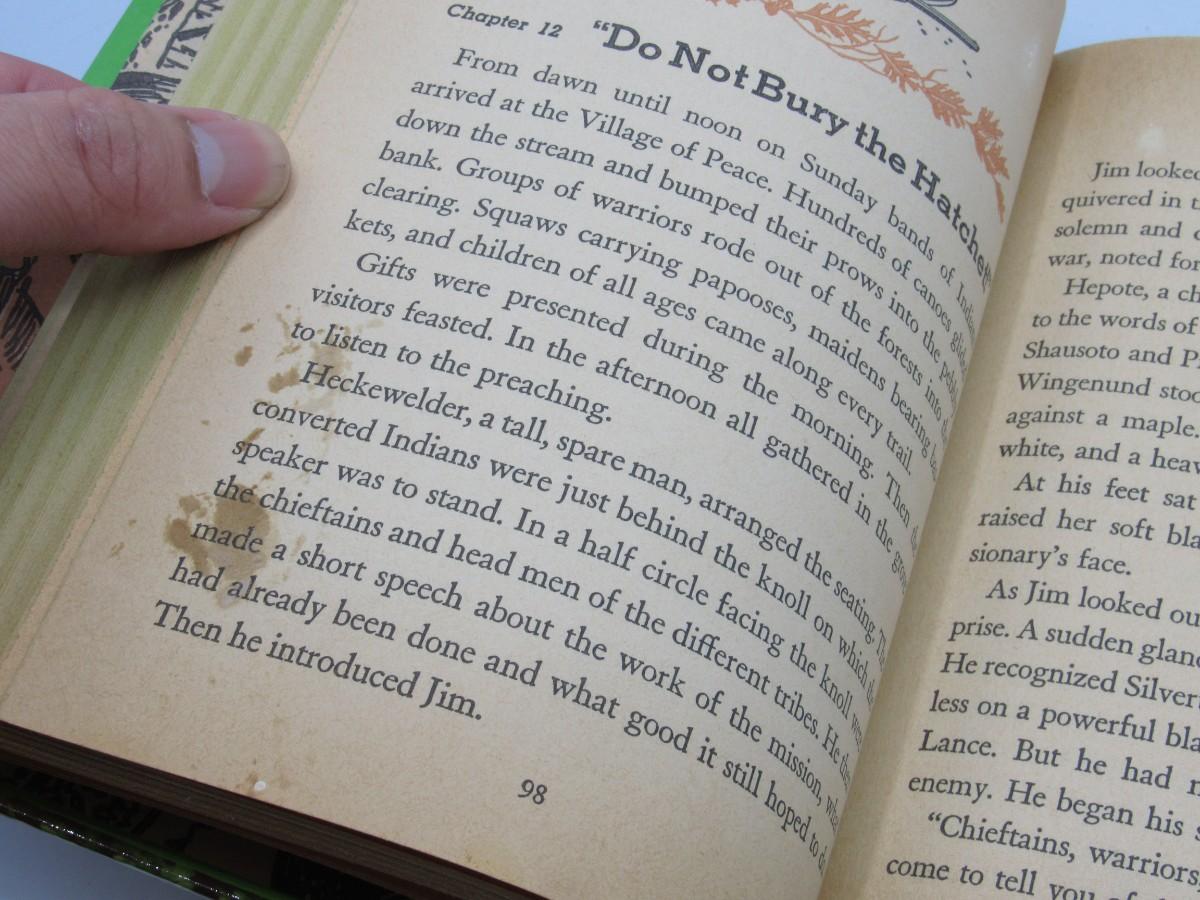 Chapter 12 "Do Not Bury the Hatchet"
From dawn until noon on Sunday bands of
arrived at the Village of Peace. Hundreds of canoes
down the stream and bumped their prows into the
bank. Groups of warriors rode out of the forests into the
clearing. Squaws carrying papooses, maidens bearing
kets, and children of all ages came along every trail.
Gifts were presented during the morning. Then
visitors feasted. In the afternoon all gathered in the
to listen to the preaching.
Heckewelder, a tall, spare man, arranged the seating.
converted Indians were just behind the knoll on which the
speaker was to stand. In a half circle facing the knoll were
the chieftains and head men of the different tribes. He
made a short speech about the work of the mission,
had already been done and what good it still hoped to
Then he introduced Jim.
98
Jim looked
quivered in
solemn and
war, noted for
Hepote, a
to the words of
Shausoto and
Wingenund
against a maple.
white, and a
At his feet sat
raised her soft
sionary's face.
As Jim looked
prise. A sudden
He recognized
less on a powerful
Lance. But he had
enemy. He began his
"Chieftains, warriors,
come to tell you of